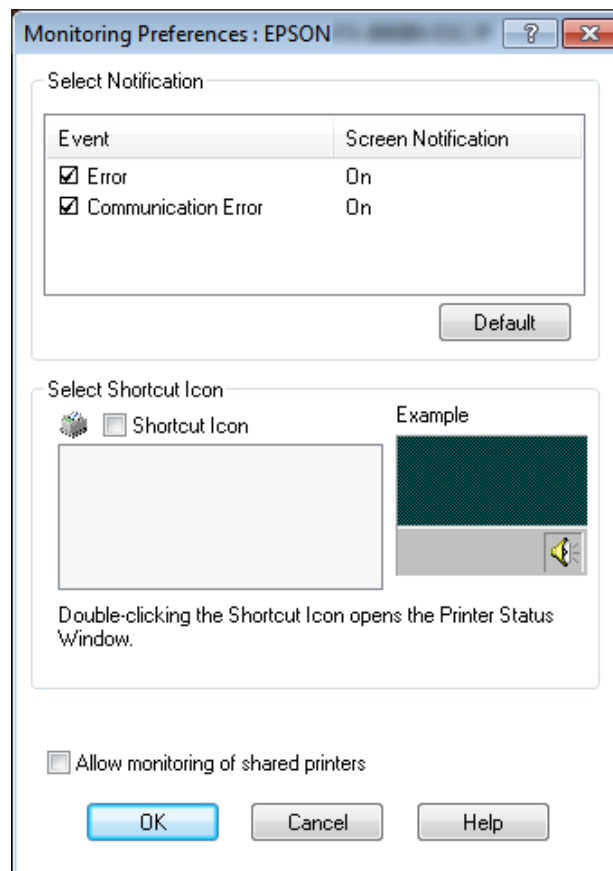 Monitoring Preferences : EPSON
Select Notification
Event Screen Notification
Error On
Communication Error On
Default
Select Shortcut Icon
Shortcut Icon Example
Double-clicking the Shortcut Icon opens the Printer Status
Window.
Allow monitoring of shared printers
OK Cancel Help